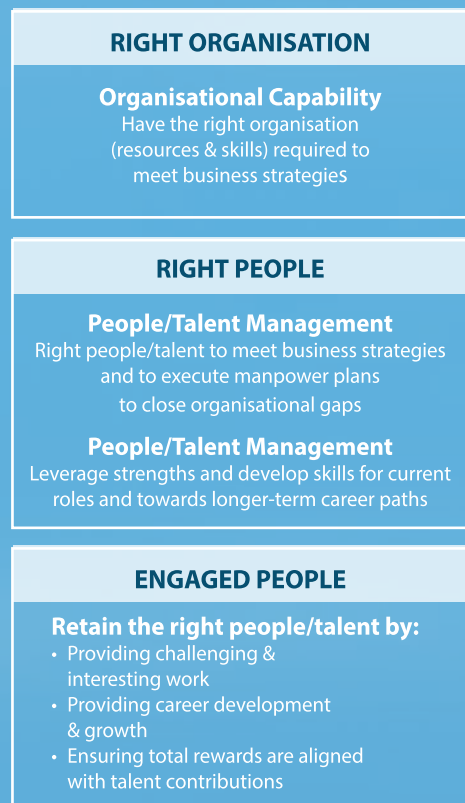 RIGHT ORGANISATION
Organisational Capability
Have the right organisation
(resources & skills) required to
meet business strategies
RIGHT PEOPLE
People/Talent Management
Right people/talent to meet business strategies
and to execute manpower plans
to close organisational gaps
People/Talent Management
Leverage strengths and develop skills for current
roles and towards longer-term career paths
ENGAGED PEOPLE
Retain the right people/talent by:
• Providing challenging &
interesting work
• Providing career development
& growth
• Ensuring total rewards are aligned
with talent contributions